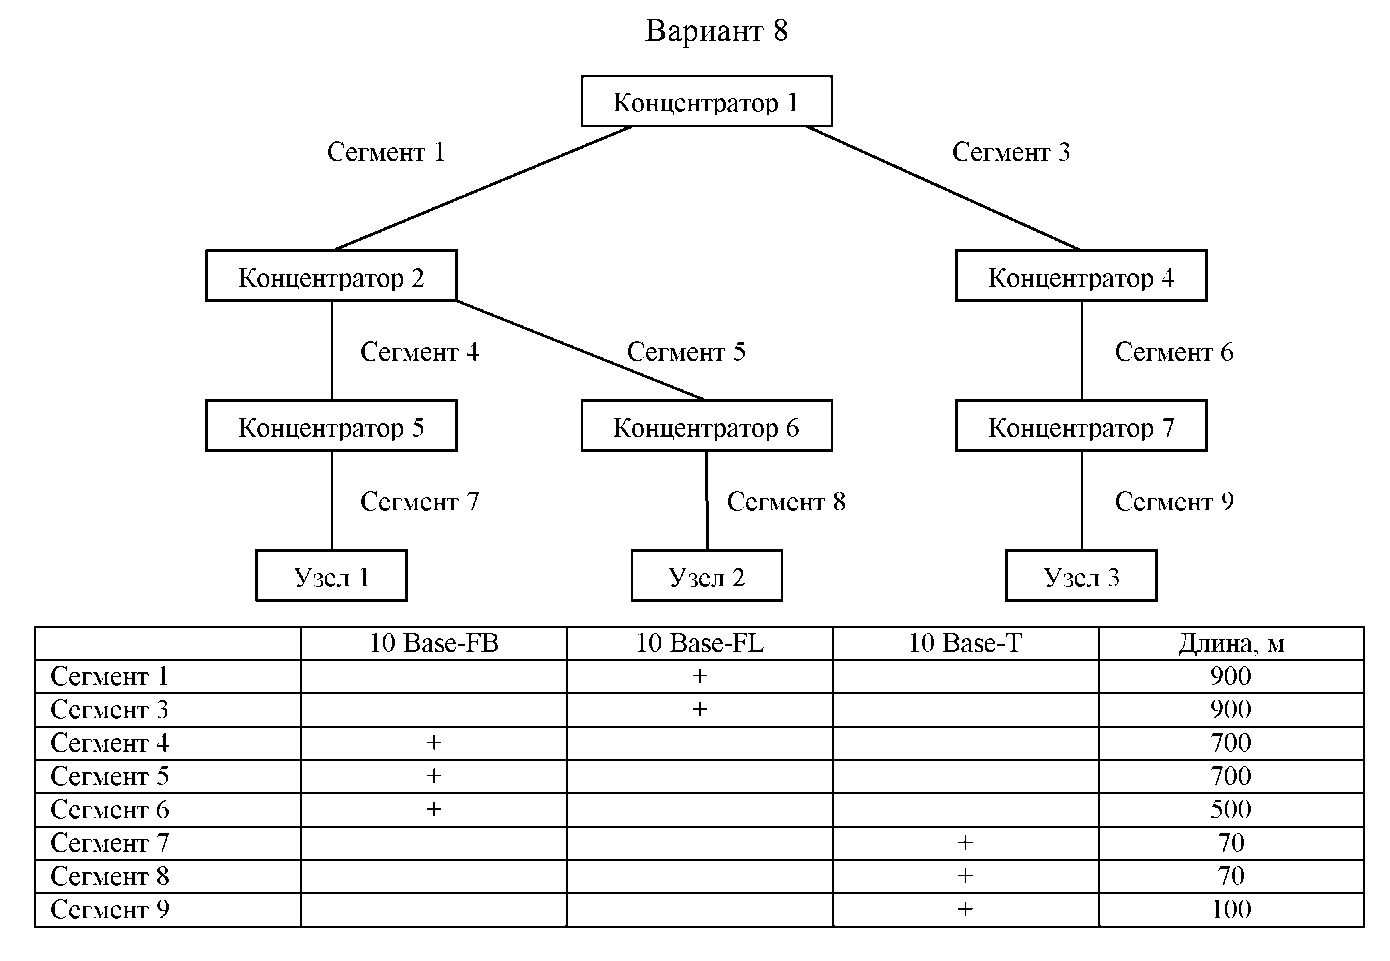 Вариант 8
Концентратор 1
Сегмент 1
Сегмент 3
Концентратор 2
Концентратор 4
Сегмент 4
Сегмент 5
Сегмент 6
Концентратор 5
Концентратор 6
Концентратор 7
Сегмент 7
Сегмент 8
Сегмент 9
Узел 1
Узел 2
Узел 3
10 Base-FB 10 Base-FL 10 Base-T Длина, м
Сегмент 1 + 900
Сегмент 3 + 900
Сегмент 4 + 700
Сегмент 5 + 700
Сегмент 6 + 500
Сегмент 7 + 70
Сегмент 8 + 70
Сегмент 9 + 100